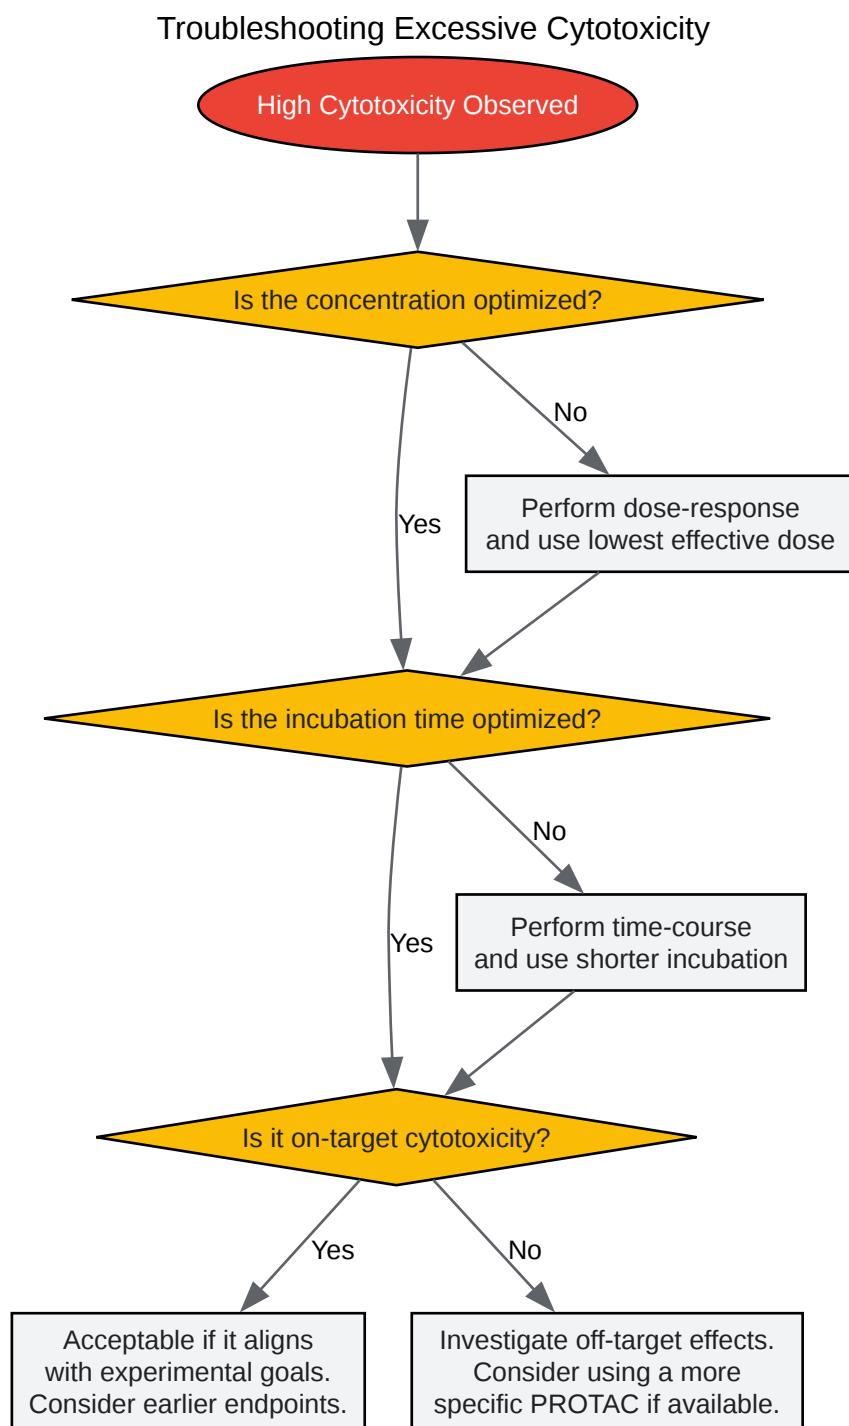 Troubleshooting Excessive Cytotoxicity
High Cytotoxicity Observed
Is the concentration optimized?
No
Yes
Perform dose-response
and use lowest effective dose
Is the incubation time optimized?
No
Yes
Perform time-course
and use shorter incubation
Is it on-target cytotoxicity?
Yes
No
Acceptable if it aligns
with experimental goals.
Consider earlier endpoints.
Investigate off-target effects.
Consider using a more
specific PROTAC if available.